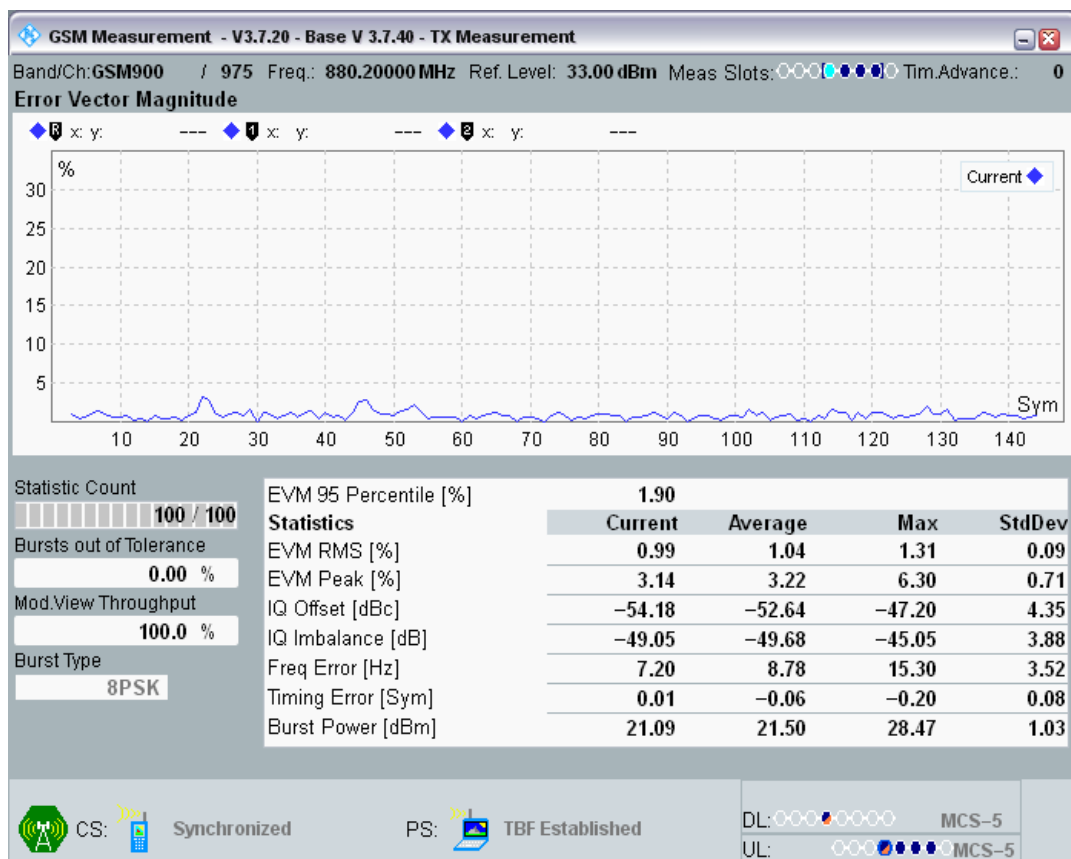 GSM Measurement - V3.7.20 - Base V 3.7.40 - TX Measurement
Band/Ch:GSM900 / 975 Freq.: 880.20000 MHz Ref. Level: 33.00 dBm Meas Slots: Tim.Advance.: 0
Error Vector Magnitude
R x: y: --- 1 x: y: --- 2 x: y: ---
%
Current
30
25
20
15
10
5
Sym
10 20 30 40 50 60 70 80 90 100 110 120 130 140
Statistic Count
100 / 100
Bursts out of Tolerance
0.00 %
Mod.View Throughput
100.0 %
Burst Type
8PSK
EVM 95 Percentile [%] 1.90
Statistics Current Average Max StdDev
EVM RMS [%] 0.99 1.04 1.31 0.09
EVM Peak [%] 3.14 3.22 6.30 0.71
IQ Offset [dBc] −54.18 −52.64 −47.20 4.35
IQ Imbalance [dB] −49.05 −49.68 −45.05 3.88
Freq Error [Hz] 7.20 8.78 15.30 3.52
Timing Error [Sym] 0.01 −0.06 −0.20 0.08
Burst Power [dBm] 21.09 21.50 28.47 1.03
CS: Synchronized PS: TBF Established
DL: MCS−5
UL: MCS−5